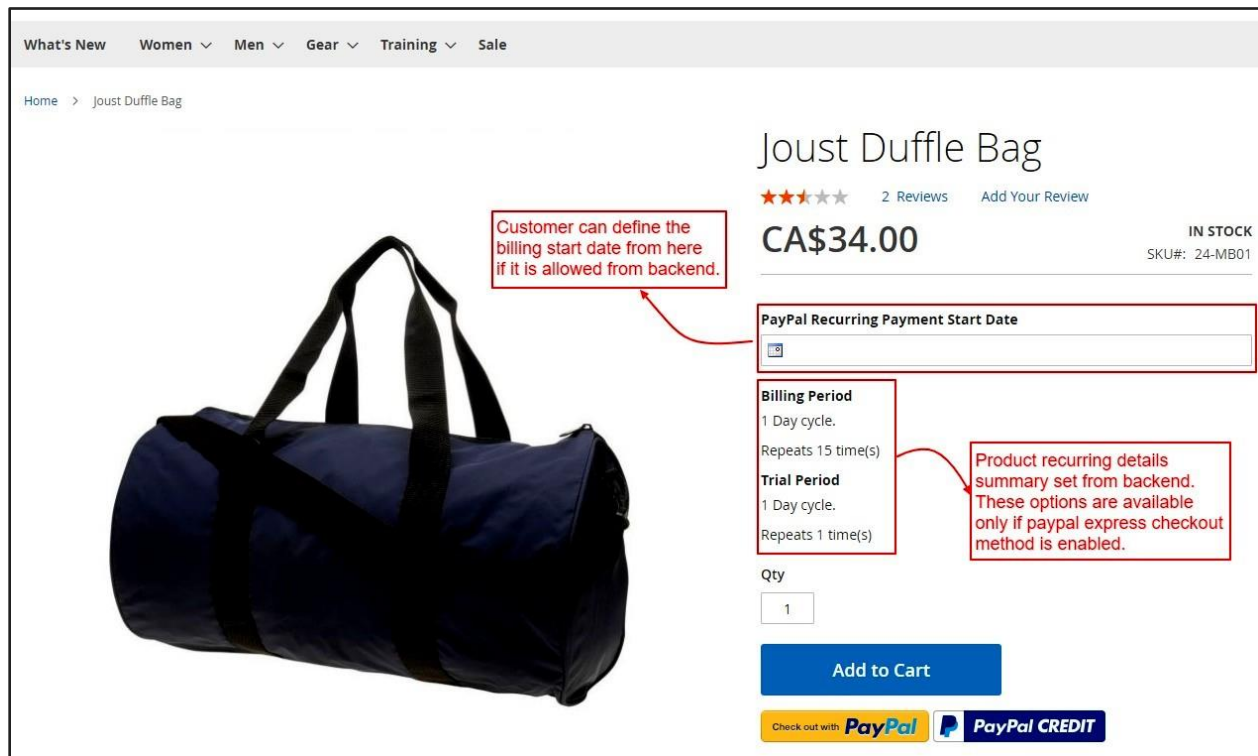 What's New Women Men Gear Training Sale
Home > Joust Duffle Bag
Joust Duffle Bag
2 Reviews Add Your Review
CA$34.00
IN STOCK
SKU#: 24-MB01
Customer can define the
billing start date from here
if it is allowed from backend.
PayPal Recurring Payment Start Date
Billing Period
1 Day cycle.
Repeats 15 time(s)
Trial Period
1 Day cycle.
Repeats 1 time(s)
Product recurring details
summary set from backend.
These options are available
only if paypal express checkout
method is enabled.
Qty
1
Add to Cart
Check out with PayPal
PayPal CREDIT